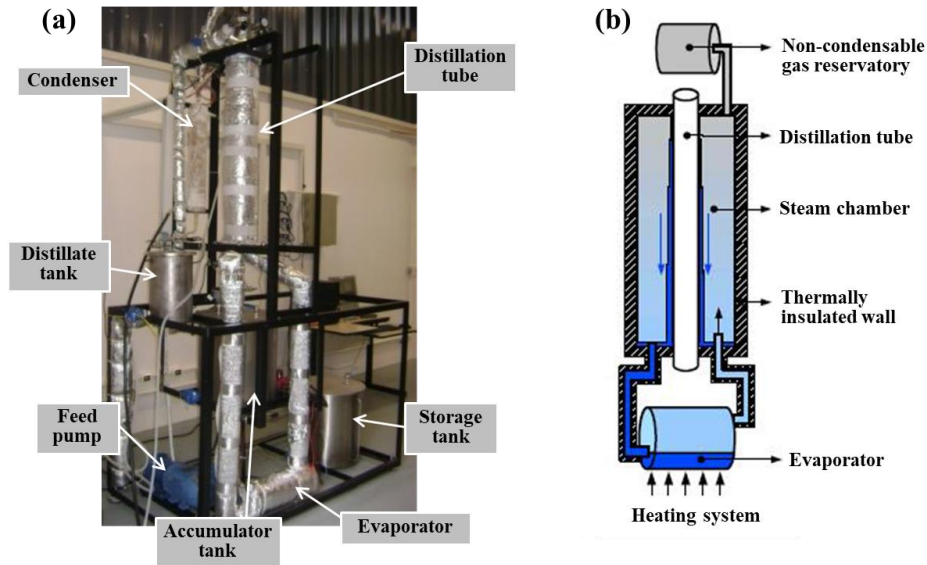 (a)
Condenser
Distillation
tube
Distillate
tank
Feed
pump
Storage
tank
Accumulator
tank
Evaporator
(b)
Non-condensable
gas reservatory
Distillation tube
Steam chamber
Thermally
insulated wall
Evaporator
Heating system